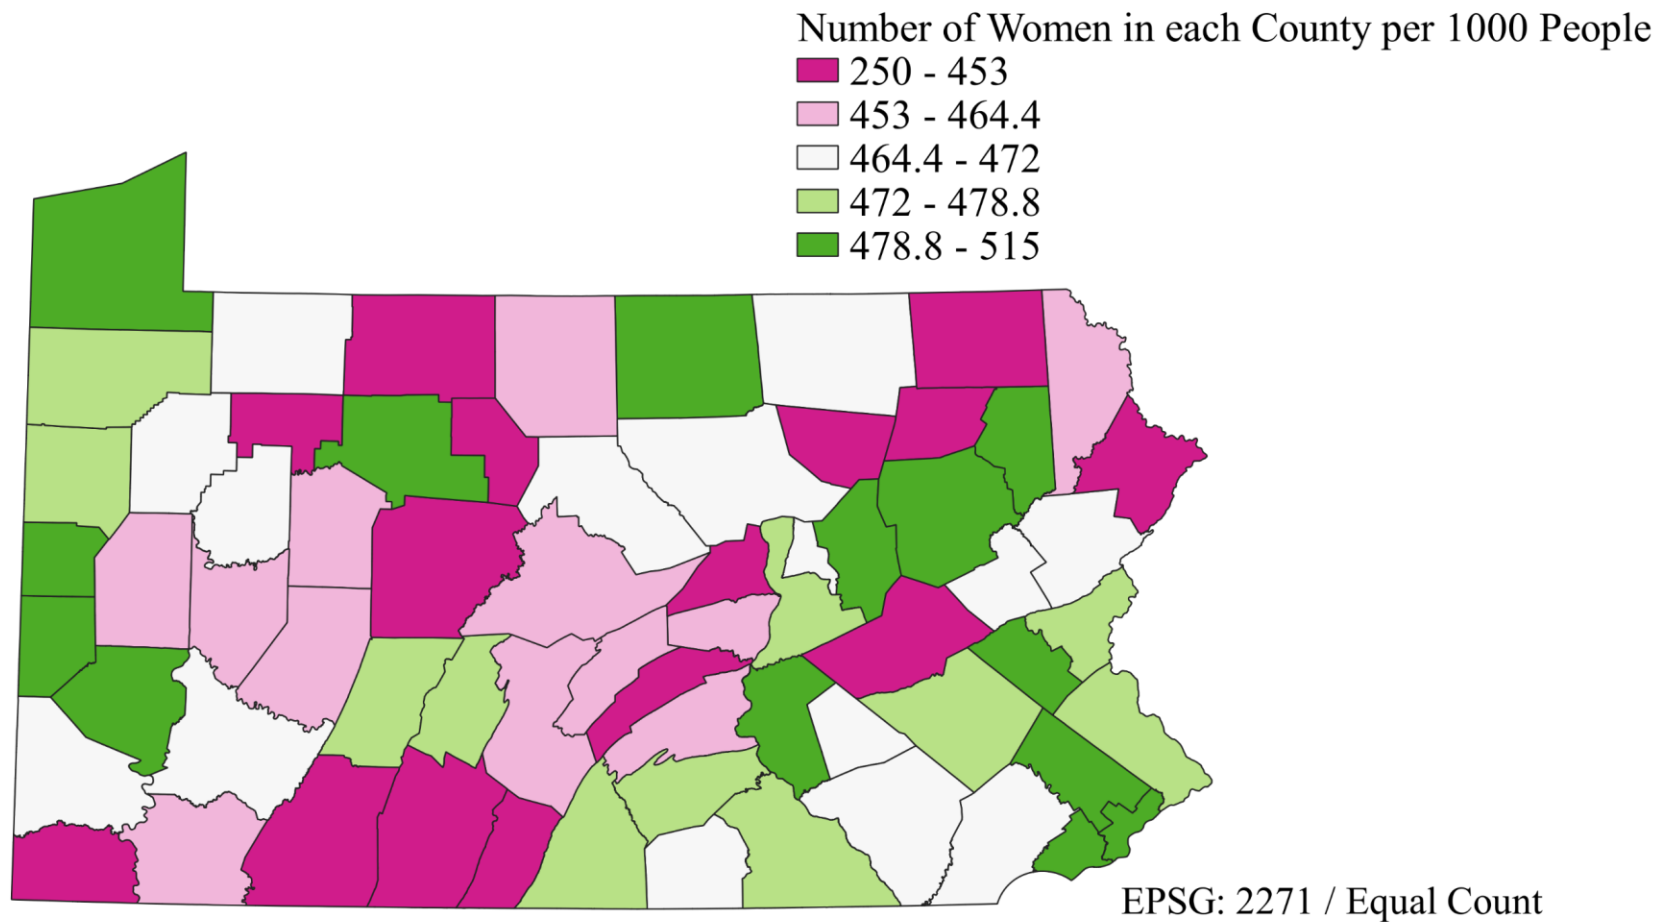 Number of Women in each County per 1000 People
250 - 453
453 - 464.4
464.4 - 472
472 - 478.8
478.8 - 515
EPSG: 2271 / Equal Count